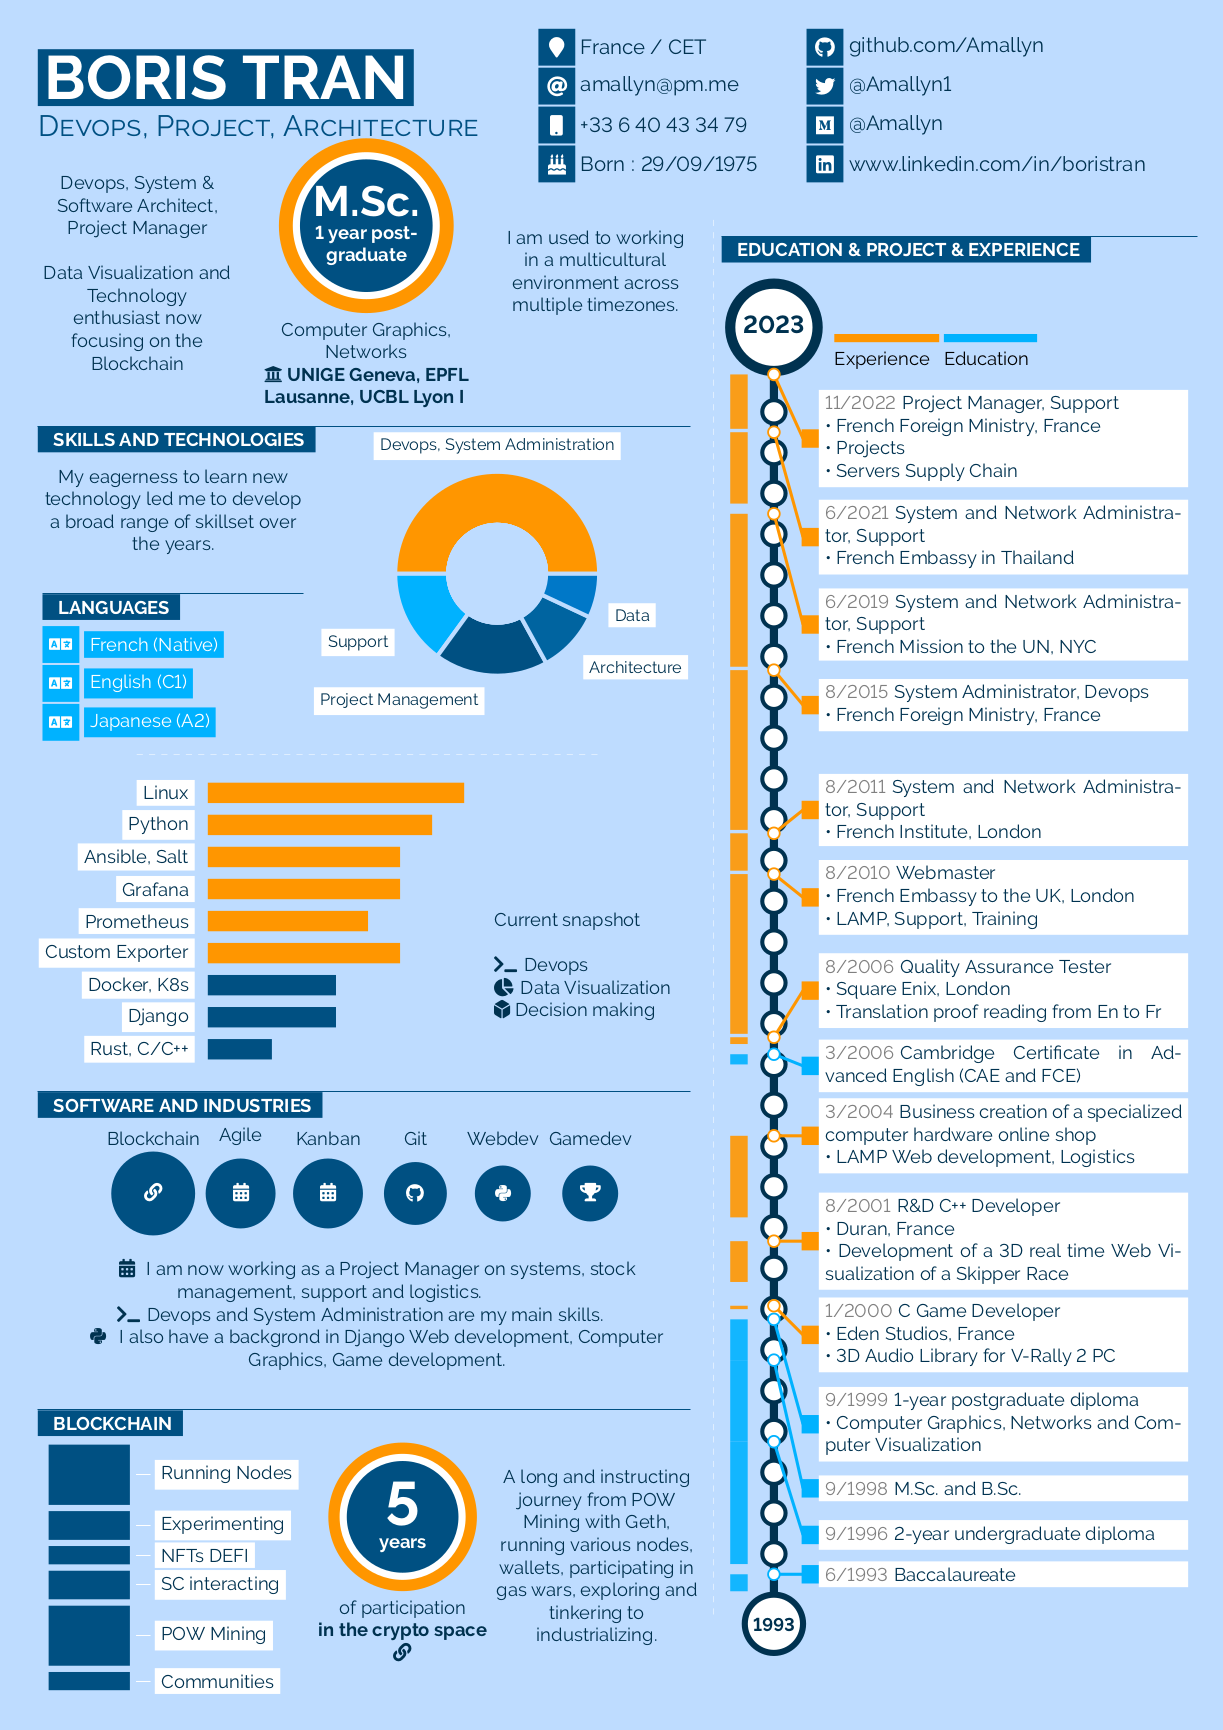 BORIS TRAN
DEVOPS, PROJECT, ARCHITECTURE
France / CET
amallyn@pm.me
+33 6 40 43 34 79
Born : 29/09/1975
github.com/Amallyn
@Amallyn1
@Amallyn
www.linkedin.com/in/boristran
Devops, System &
Software Architect,
Project Manager
Data Visualization and
Technology
enthusiast now
focusing on the
Blockchain
M.Sc.
1 year post-
graduate
Computer Graphics,
Networks
UNIGE Geneva, EPFL
Lausanne, UCBL Lyon I
I am used to working
in a multicultural
environment across
multiple timezones.
SKILLS AND TECHNOLOGIES
My eagerness to learn new
technology led me to develop
a broad range of skillset over
the years.
Devops, System Administration
Data
Architecture
Support
Project Management
LANGUAGES
French (Native)
English (C1)
Japanese (A2)
Linux
Python
Ansible, Salt
Grafana
Prometheus
Custom Exporter
Docker, K8s
Django
Rust, C/C++
Current snapshot
Devops
Data Visualization
Decision making
SOFTWARE AND INDUSTRIES
Blockchain
Agile
Kanban
Git
Webdev
Gamedev
I am now working as a Project Manager on systems, stock
management, support and logistics.
Devops and System Administration are my main skills.
I also have a backgrond in Django Web development, Computer
Graphics, Game development.
BLOCKCHAIN
Running Nodes
Experimenting
NFTs DEFI
SC interacting
POW Mining
Communities
5
years
of participation
in the crypto space
A long and instructing
journey from POW
Mining with Geth,
running various nodes,
wallets, participating in
gas wars, exploring and
tinkering to
industrializing.
EDUCATION & PROJECT & EXPERIENCE
2023
Experience
Education
11/2022 Project Manager, Support
• French Foreign Ministry, France
• Projects
• Servers Supply Chain
6/2021 System and Network Administra-
tor, Support
• French Embassy in Thailand
6/2019 System and Network Administra-
tor, Support
• French Mission to the UN, NYC
8/2015 System Administrator, Devops
• French Foreign Ministry, France
8/2011 System and Network Administra-
tor, Support
• French Institute, London
8/2010 Webmaster
• French Embassy to the UK, London
• LAMP, Support, Training
8/2006 Quality Assurance Tester
• Square Enix, London
• Translation proof reading from En to Fr
3/2006 Cambridge Certificate in Ad-
vanced English (CAE and FCE)
3/2004 Business creation of a specialized
computer hardware online shop
• LAMP Web development, Logistics
8/2001 R&D C++ Developer
• Duran, France
• Development of a 3D real time Web Vi-
sualization of a Skipper Race
1/2000 C Game Developer
• Eden Studios, France
• 3D Audio Library for V-Rally 2 PC
9/1999 1-year postgraduate diploma
• Computer Graphics, Networks and Com-
puter Visualization
9/1998 M.Sc. and B.Sc.
9/1996 2-year undergraduate diploma
6/1993 Baccalaureate
1993